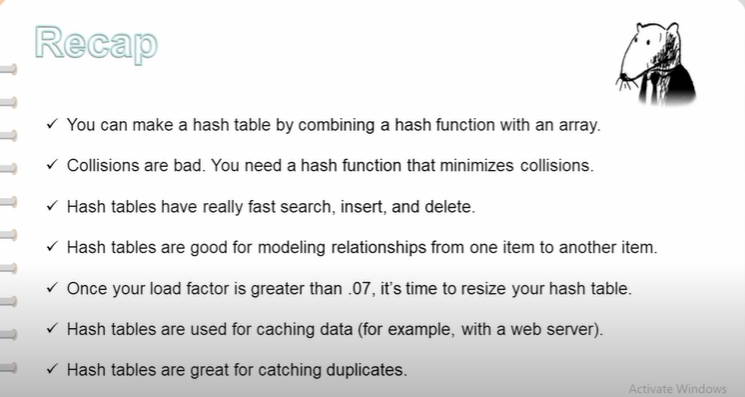 Recap
✓ You can make a hash table by combining a hash function with an array.
✓ Collisions are bad. You need a hash function that minimizes collisions.
✓ Hash tables have really fast search, insert, and delete.
✓ Hash tables are good for modeling relationships from one item to another item.
✓ Once your load factor is greater than .07, it's time to resize your hash table.
✓ Hash tables are used for caching data (for example, with a web server).
✓ Hash tables are great for catching duplicates.
Activate Windows